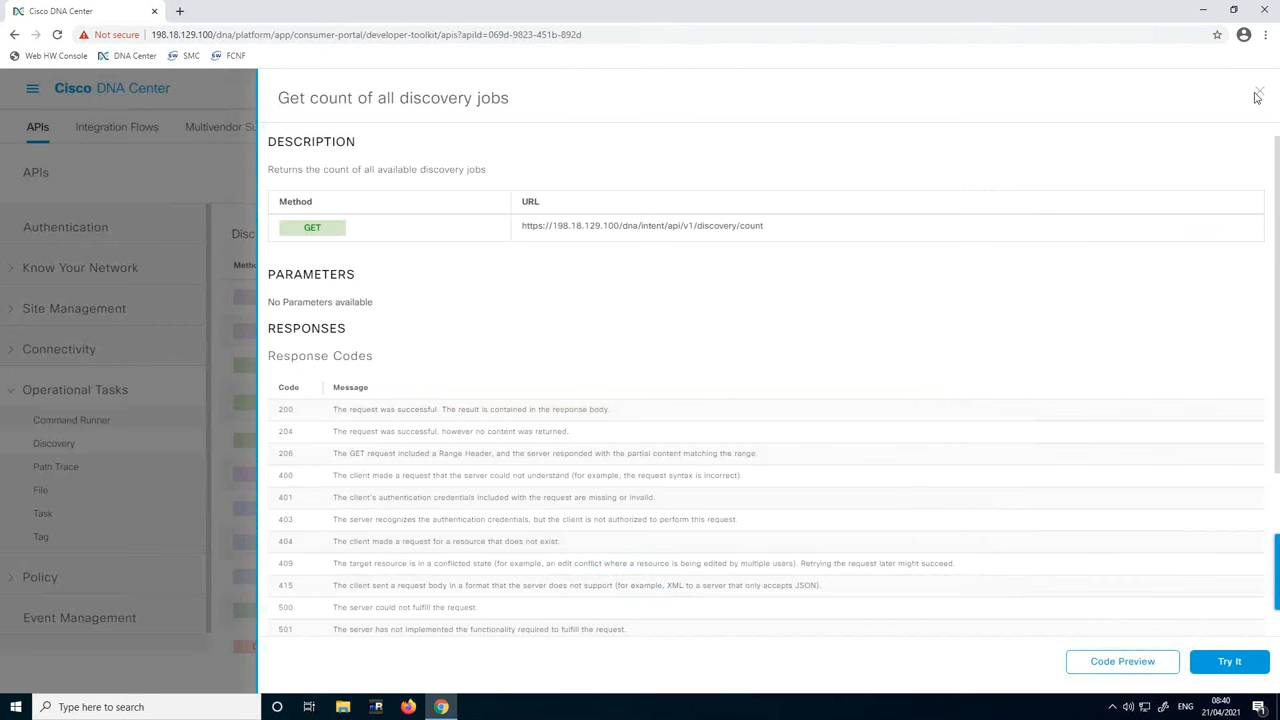 Cisco DNA Center
Not secure
198.18.129.100/dna/platform/app/consumer-portal/developer-toolkit/apis?apiId=069d-9823-451b-892d
Web HW Console
DNA Center
SMC
FCNF
Cisco DNA Center
Get count of all discovery jobs
APIs
Integration Flows
Multivendor Su
APIs
Authentication
Know Your Network
Site Management
Connectivity
Operational Tasks
Command Runner
Discovery
Path Trace
File
Task
Tag
Policy
Event Management
Disc
Metho
DESCRIPTION
Returns the count of all available discovery jobs
Method URL
GET https://198.18.129.100/dna/intent/api/v1/discovery/count
PARAMETERS
No Parameters available
RESPONSES
Response Codes
Code Message
200 The request was successful. The result is contained in the response body.
204 The request was successful, however no content was returned.
206 The GET request included a Range Header, and the server responded with the partial content matching the range.
400 The client made a request that the server could not understand (for example, the request syntax is incorrect).
401 The client's authentication credentials included with the request are missing or invalid.
403 The server recognizes the authentication credentials, but the client is not authorized to perform this request.
404 The client made a request for a resource that does not exist.
409 The target resource is in a conflicted state (for example, an edit conflict where a resource is being edited by multiple users). Retrying the request later might succeed.
415 The client sent a request body in a format that the server does not support (for example, XML to a server that only accepts JSON).
500 The server could not fulfill the request.
501 The server has not implemented the functionality required to fulfill the request.
Code Preview
Try It
Type here to search
ENG
08:40
21/04/2021